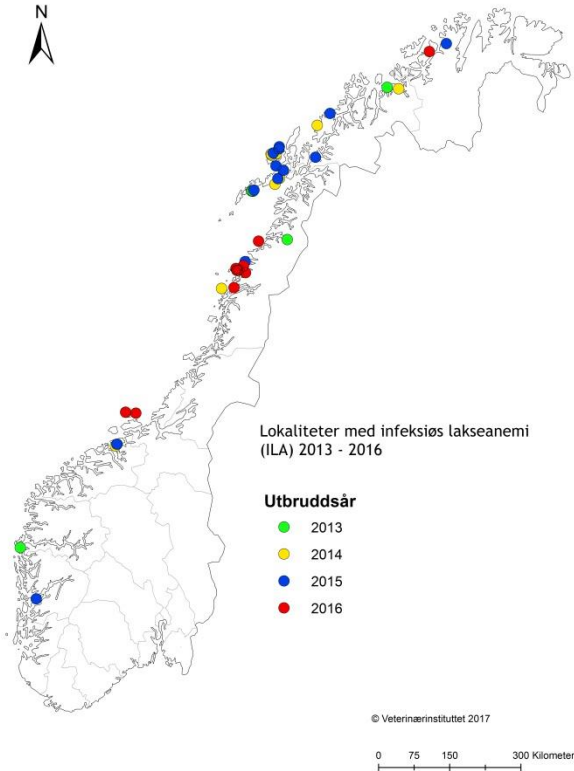 N
Lokaliteter med infeksiøs lakseanemi
(ILA) 2013 - 2016
Utbruddsår
2013
2014
2015
2016
© Veterinærinstituttet 2017
0 75 150 300 Kilometer